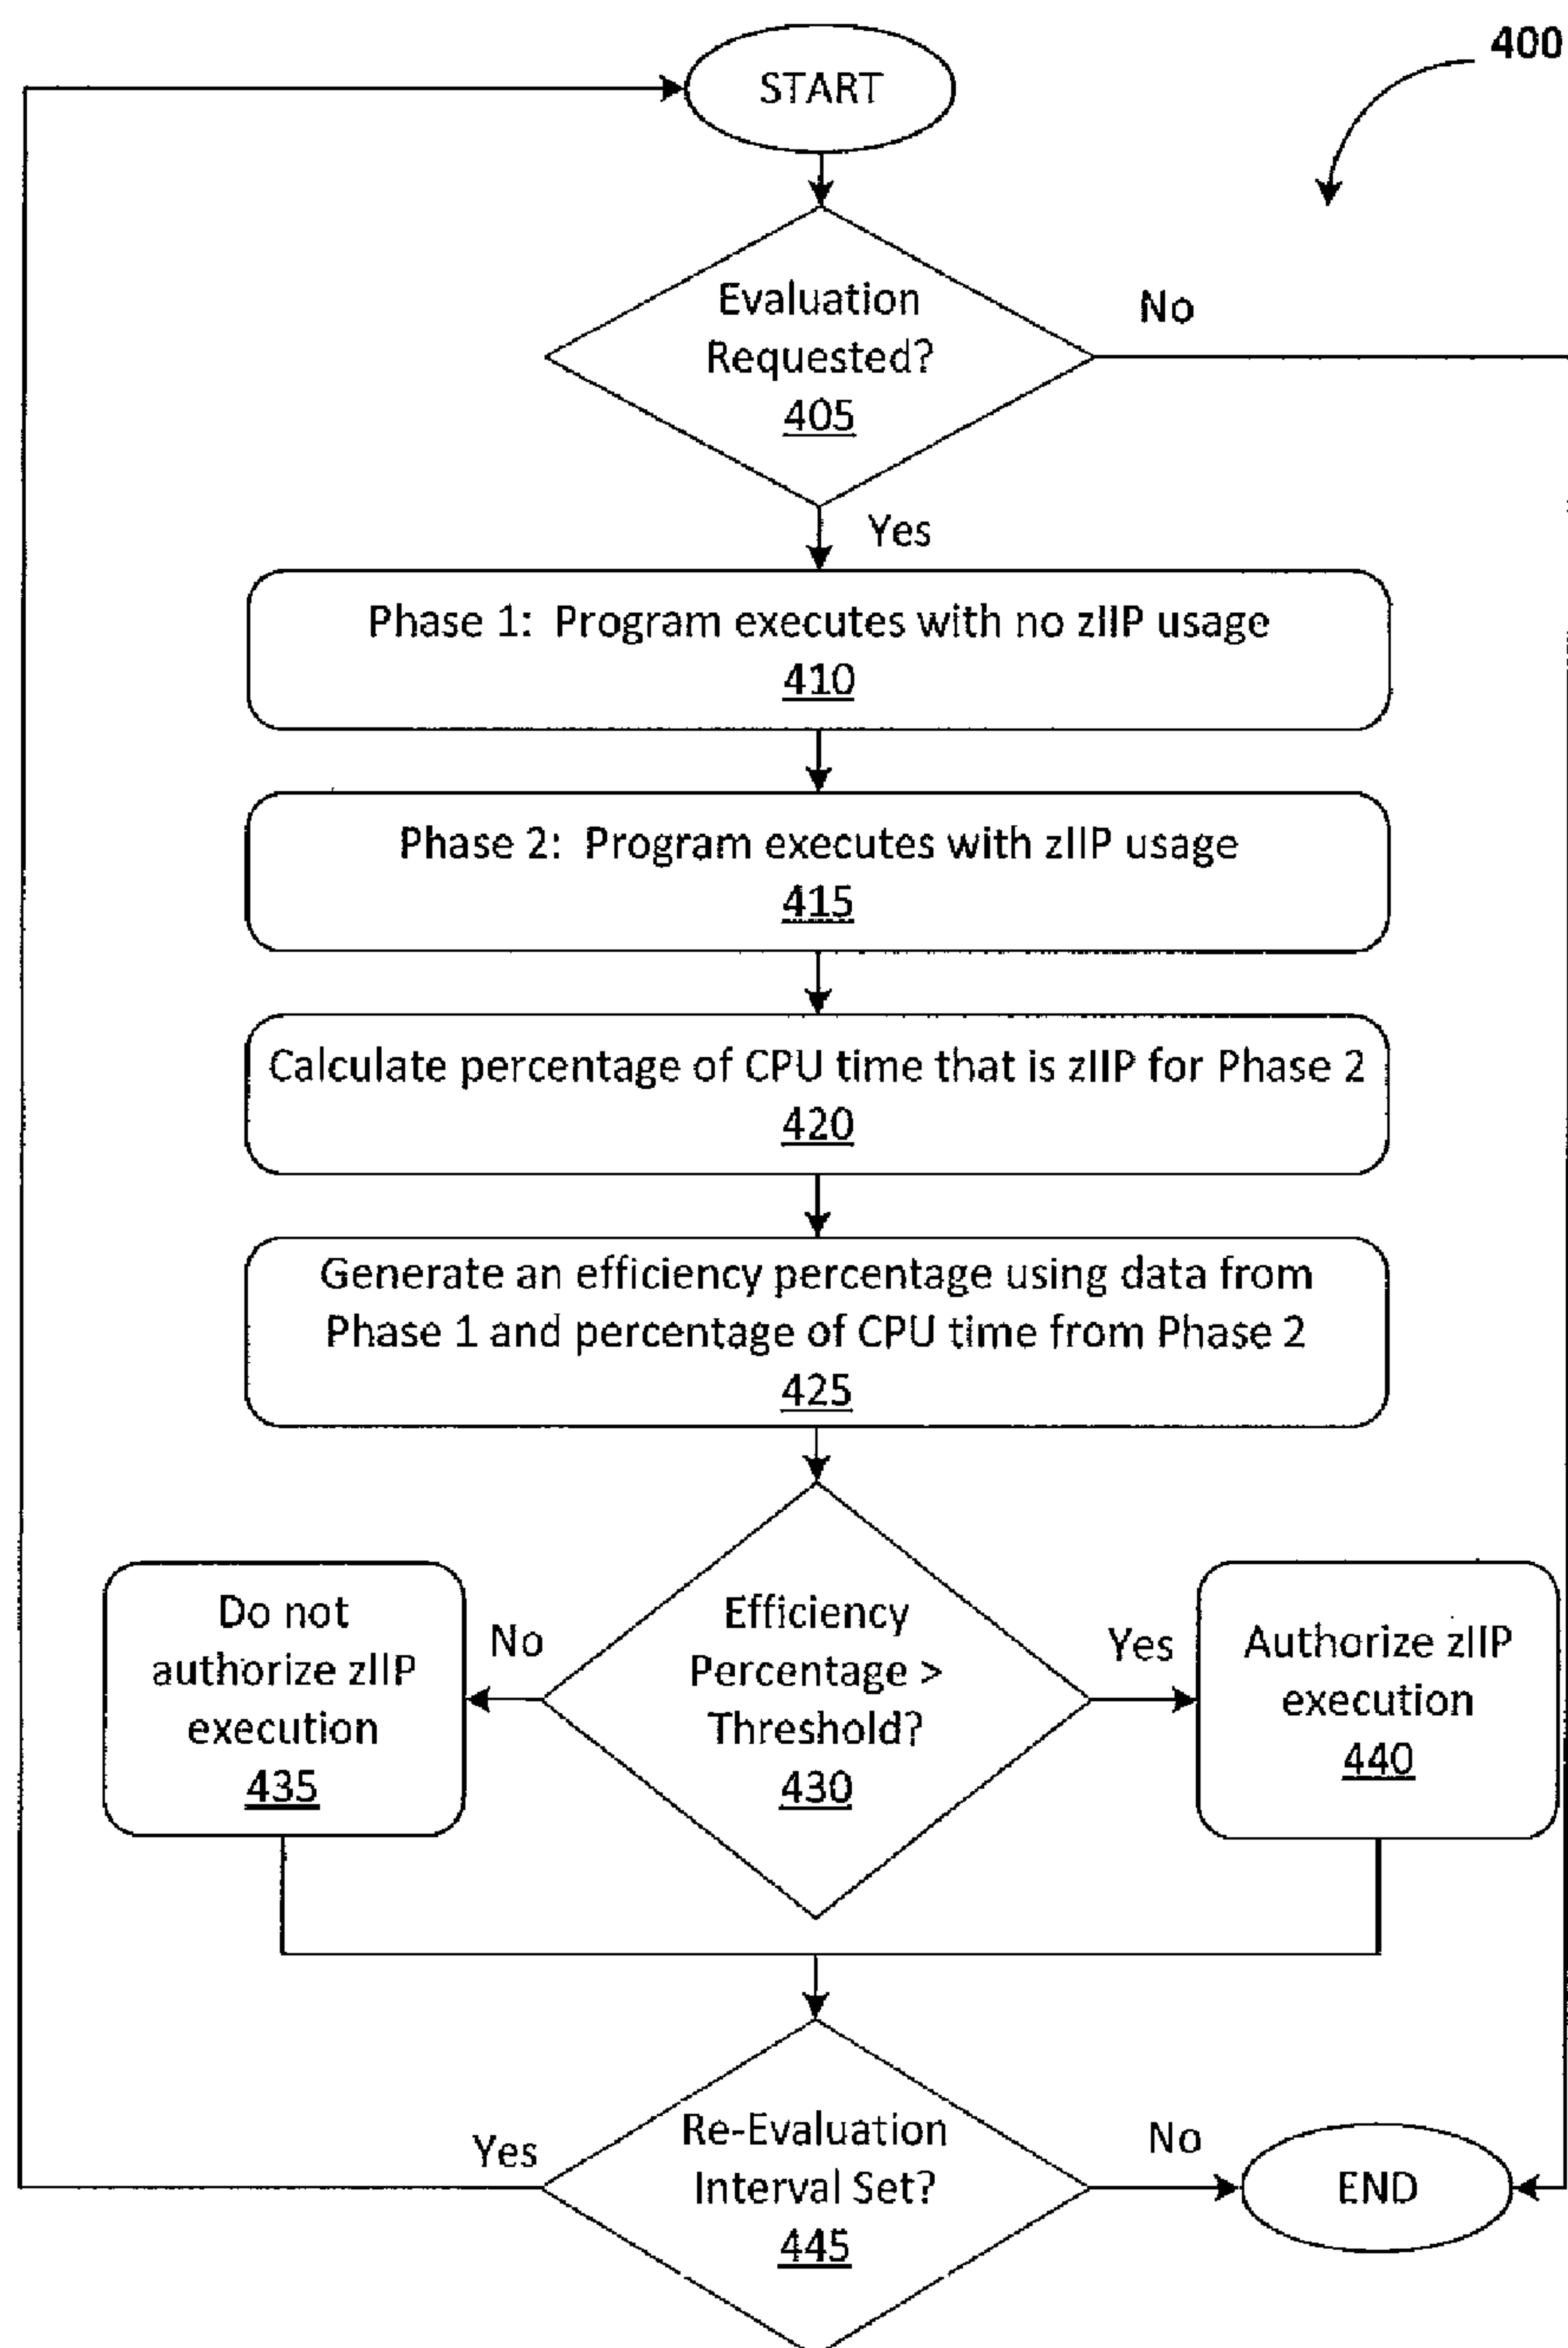 400
START
Evaluation
Requested?
405
No
Yes
Phase 1: Program executes with no zIIP usage
410
Phase 2: Program executes with zIIP usage
415
Calculate percentage of CPU time that is zIIP for Phase 2
420
Generate an efficiency percentage using data from
Phase 1 and percentage of CPU time from Phase 2
425
Efficiency
Percentage >
Threshold?
430
No
Do not
authorize zIIP
execution
435
Yes
Authorize zIIP
execution
440
Re-Evaluation
Interval Set?
445
Yes
No
END